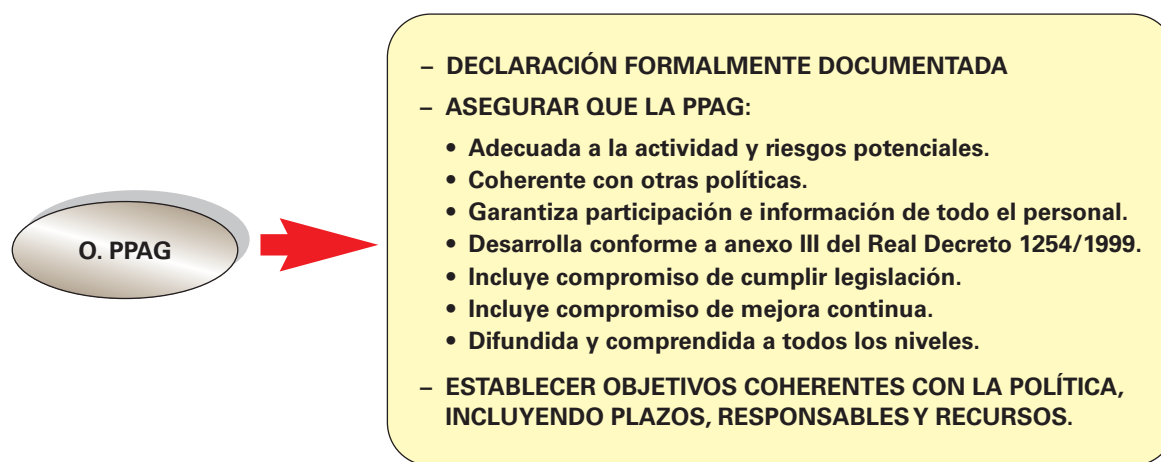 O. PPAG
– DECLARACIÓN FORMALMENTE DOCUMENTADA
– ASEGURAR QUE LA PPAG:
• Adecuada a la actividad y riesgos potenciales.
• Coherente con otras políticas.
• Garantiza participación e información de todo el personal.
• Desarrolla conforme a anexo III del Real Decreto 1254/1999.
• Incluye compromiso de cumplir legislación.
• Incluye compromiso de mejora continua.
• Difundida y comprendida a todos los niveles.
– ESTABLECER OBJETIVOS COHERENTES CON LA POLÍTICA,
INCLUYENDO PLAZOS, RESPONSABLES Y RECURSOS.